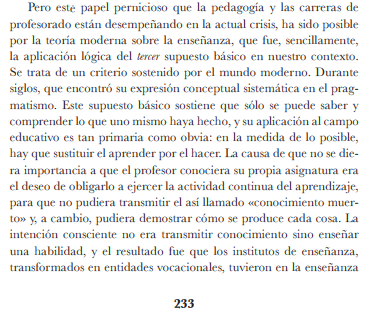 Pero este papel pernicioso que la pedagogía y las carreras de
profesorado están desempeñando en la actual crisis, ha sido posible
por la teoría moderna sobre la enseñanza, que fue, sencillamente,
la aplicación lógica del tercer supuesto básico en nuestro contexto.
Se trata de un criterio sostenido por el mundo moderno. Durante
siglos, que encontró su expresión conceptual sistemática en el prag-
matismo. Este supuesto básico sostiene que sólo se puede saber y
comprender lo que uno mismo haya hecho, y su aplicación al campo
educativo es tan primaria como obvia: en la medida de lo posible,
hay que sustituir el aprender por el hacer. La causa de que no se die-
ra importancia a que el profesor conociera su propia asignatura era
el deseo de obligarlo a ejercer la actividad continua del aprendizaje,
para que no pudiera transmitir el así llamado «conocimiento muer-
to» y, a cambio, pudiera demostrar cómo se produce cada cosa. La
intención consciente no era transmitir conocimiento sino enseñar
una habilidad, y el resultado fue que los institutos de enseñanza,
transformados en entidades vocacionales, tuvieron en la enseñanza
233